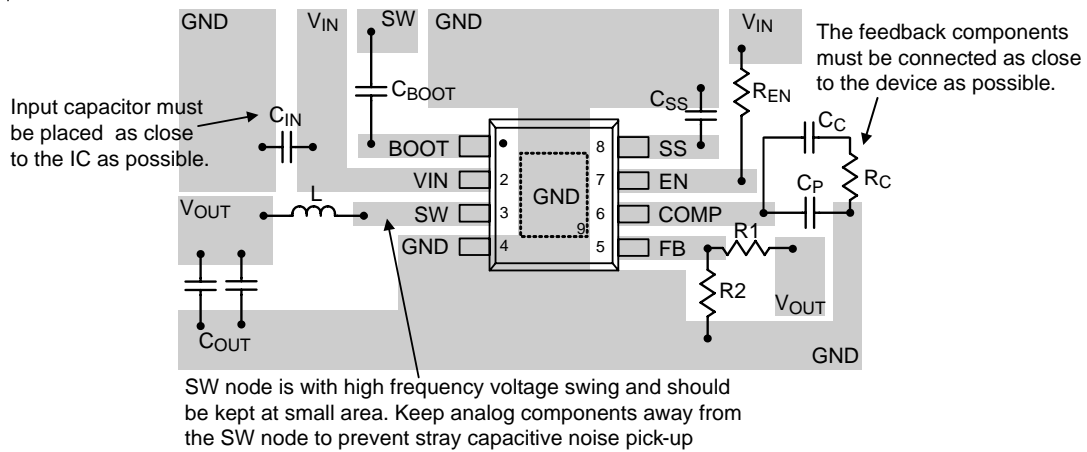 GND
VIN
SW
GND
VIN
The feedback components
must be connected as close
to the device as possible.
CBOOT
CSS
REN
Input capacitor must
be placed as close
to the IC as possible.
CIN
CC
RC
CP
BOOT
8
SS
VIN
2
GND
7
EN
VOUT
L
SW
3
6
COMP
GND
4
9
5
FB
R1
R2
VOUT
COUT
GND
SW node is with high frequency voltage swing and should
be kept at small area. Keep analog components away from
the SW node to prevent stray capacitive noise pick-up